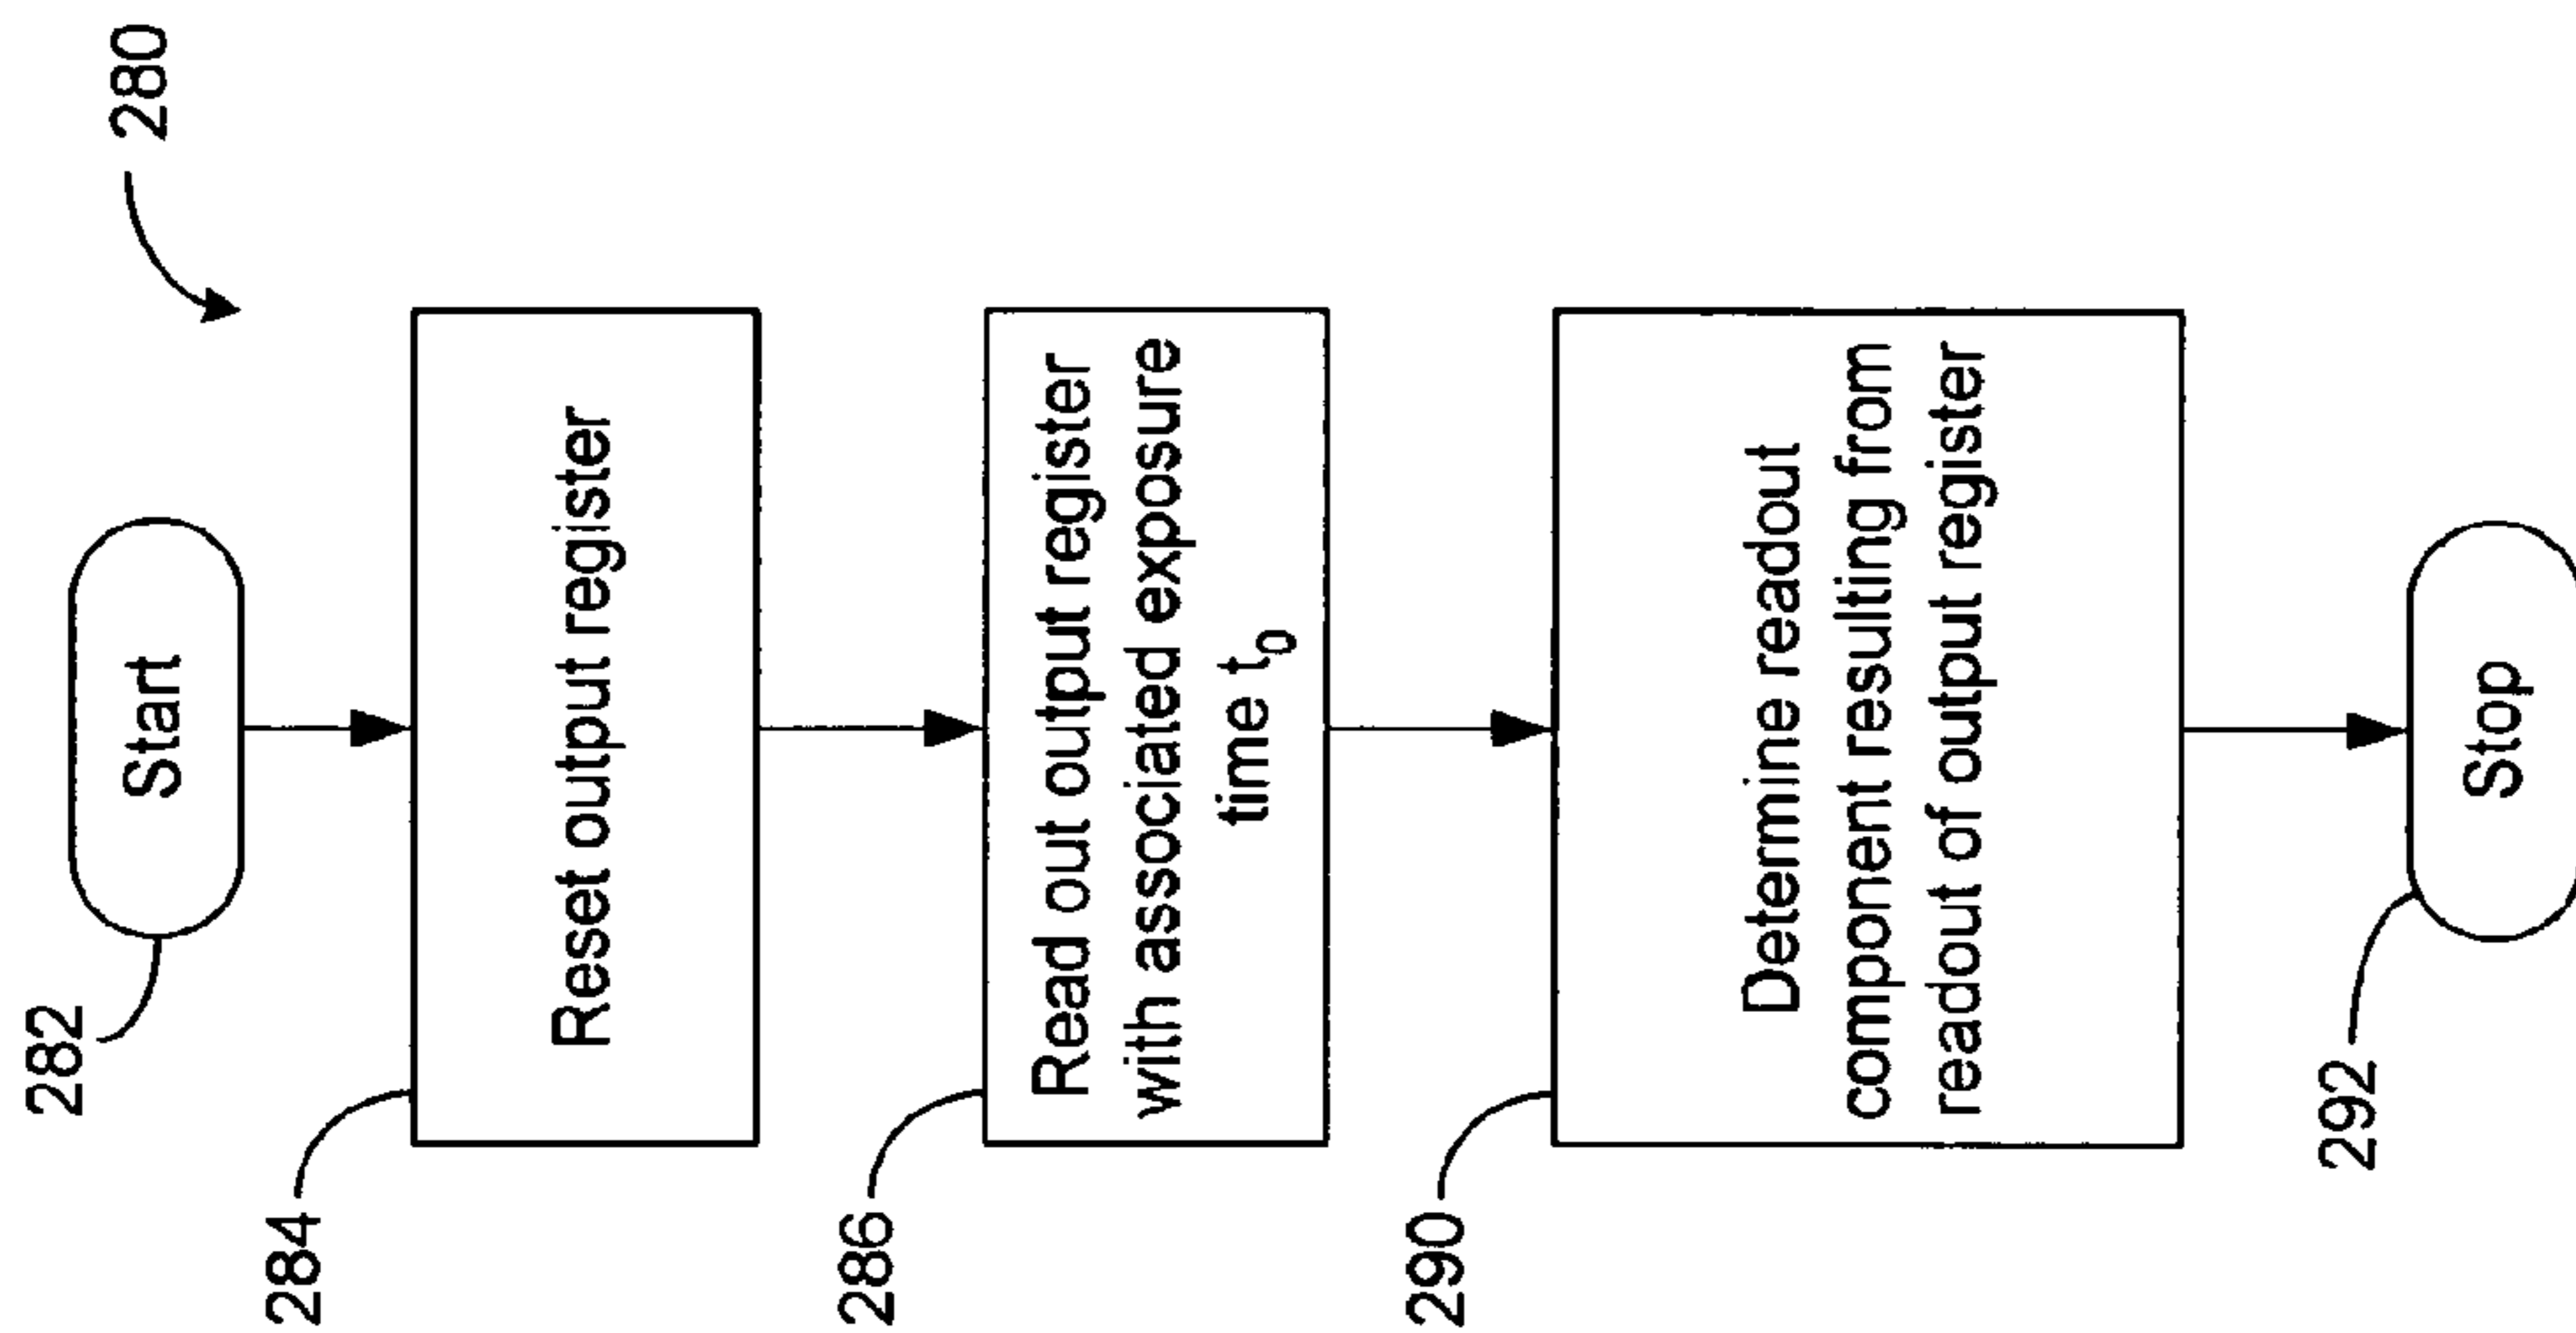 280
282
Start
284
Reset output register
286
Read out output register
with associated exposure
time t₀
290
Determine readout
component resulting from
readout of output register
292
Stop